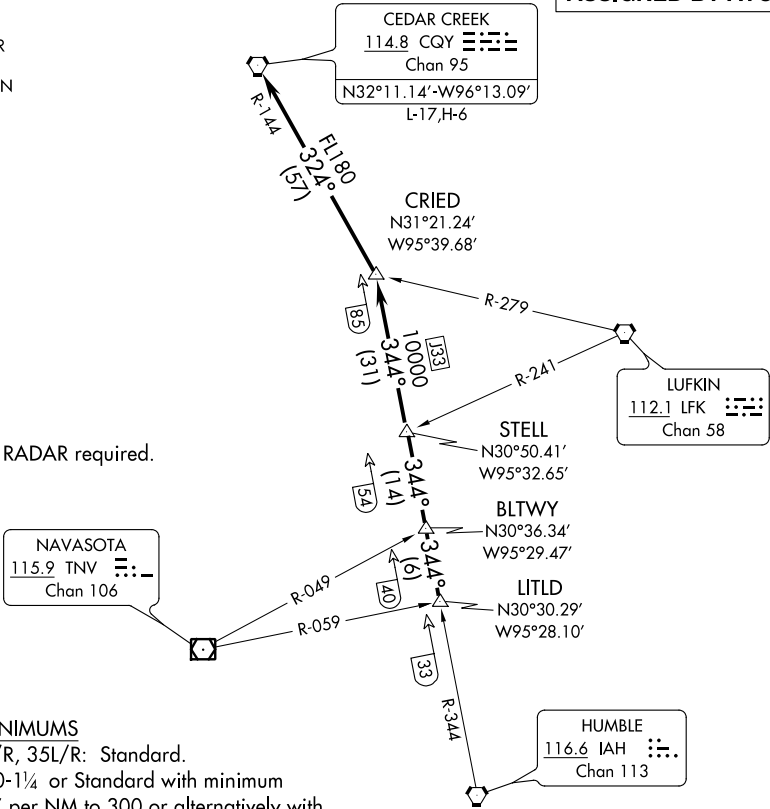 CEDAR CREEK
114.8 CQY
Chan 95
N32°11.14'-W96°13.09'
L-17,H-6
R
N
R-144
FL180
324°
(57)
CRIED
N31°21.24'
W95°39.68'
R-279
85
10000
J33
344°
(31)
R-241
LUFKIN
112.1 LFK
Chan 58
STELL
N30°50.41'
W95°32.65'
RADAR required.
54
344°
(14)
BLTWY
N30°36.34'
W95°29.47'
NAVASOTA
115.9 TNV
Chan 106
R-049
40
344°
(6)
LITLD
N30°30.29'
W95°28.10'
R-059
33
R-344
NIMUMS
/R, 35L/R: Standard.
0-1¼ or Standard with minimum
per NM to 300 or alternatively with
HUMBLE
116.6 IAH
Chan 113